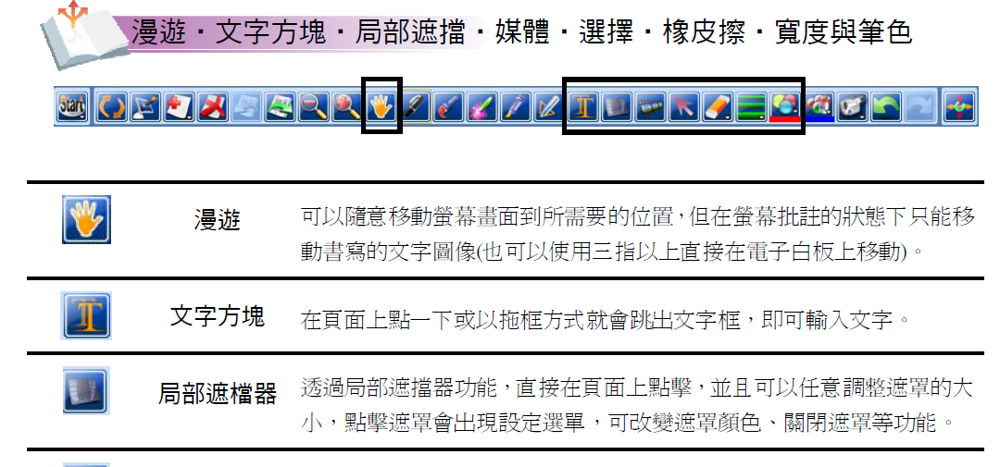 漫遊・文字方塊・局部遮擋・媒體・選擇・橡皮擦・寬度與筆色
Start
漫遊
可以隨意移動螢幕畫面到所需要的位置，但在螢幕批註的狀態下只能移
動書寫的文字圖像(也可以使用三指以上直接在電子白板上移動)。
文字方塊
在頁面上點一下或以拖框方式就會跳出文字框，即可輸入文字。
局部遮檔器
透過局部遮擋器功能，直接在頁面上點擊，並且可以任意調整遮罩的大
小，點擊遮罩會出現設定選單，可改變遮罩顏色、關閉遮罩等功能。